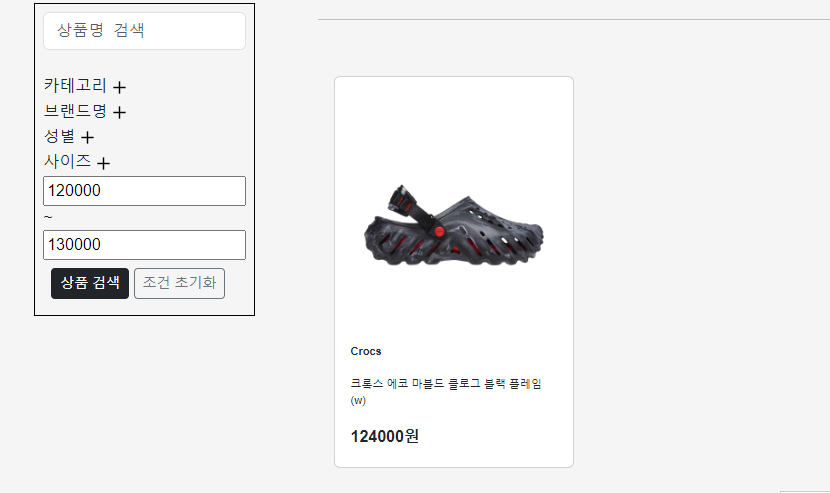 상품명 검색
카테고리 +
브랜드명 +
성별 +
사이즈 +
120000
~
130000
상품 검색 조건 초기화
Crocs
크록스 에코 마블드 클로그 블랙 플레임
(w)
124000원